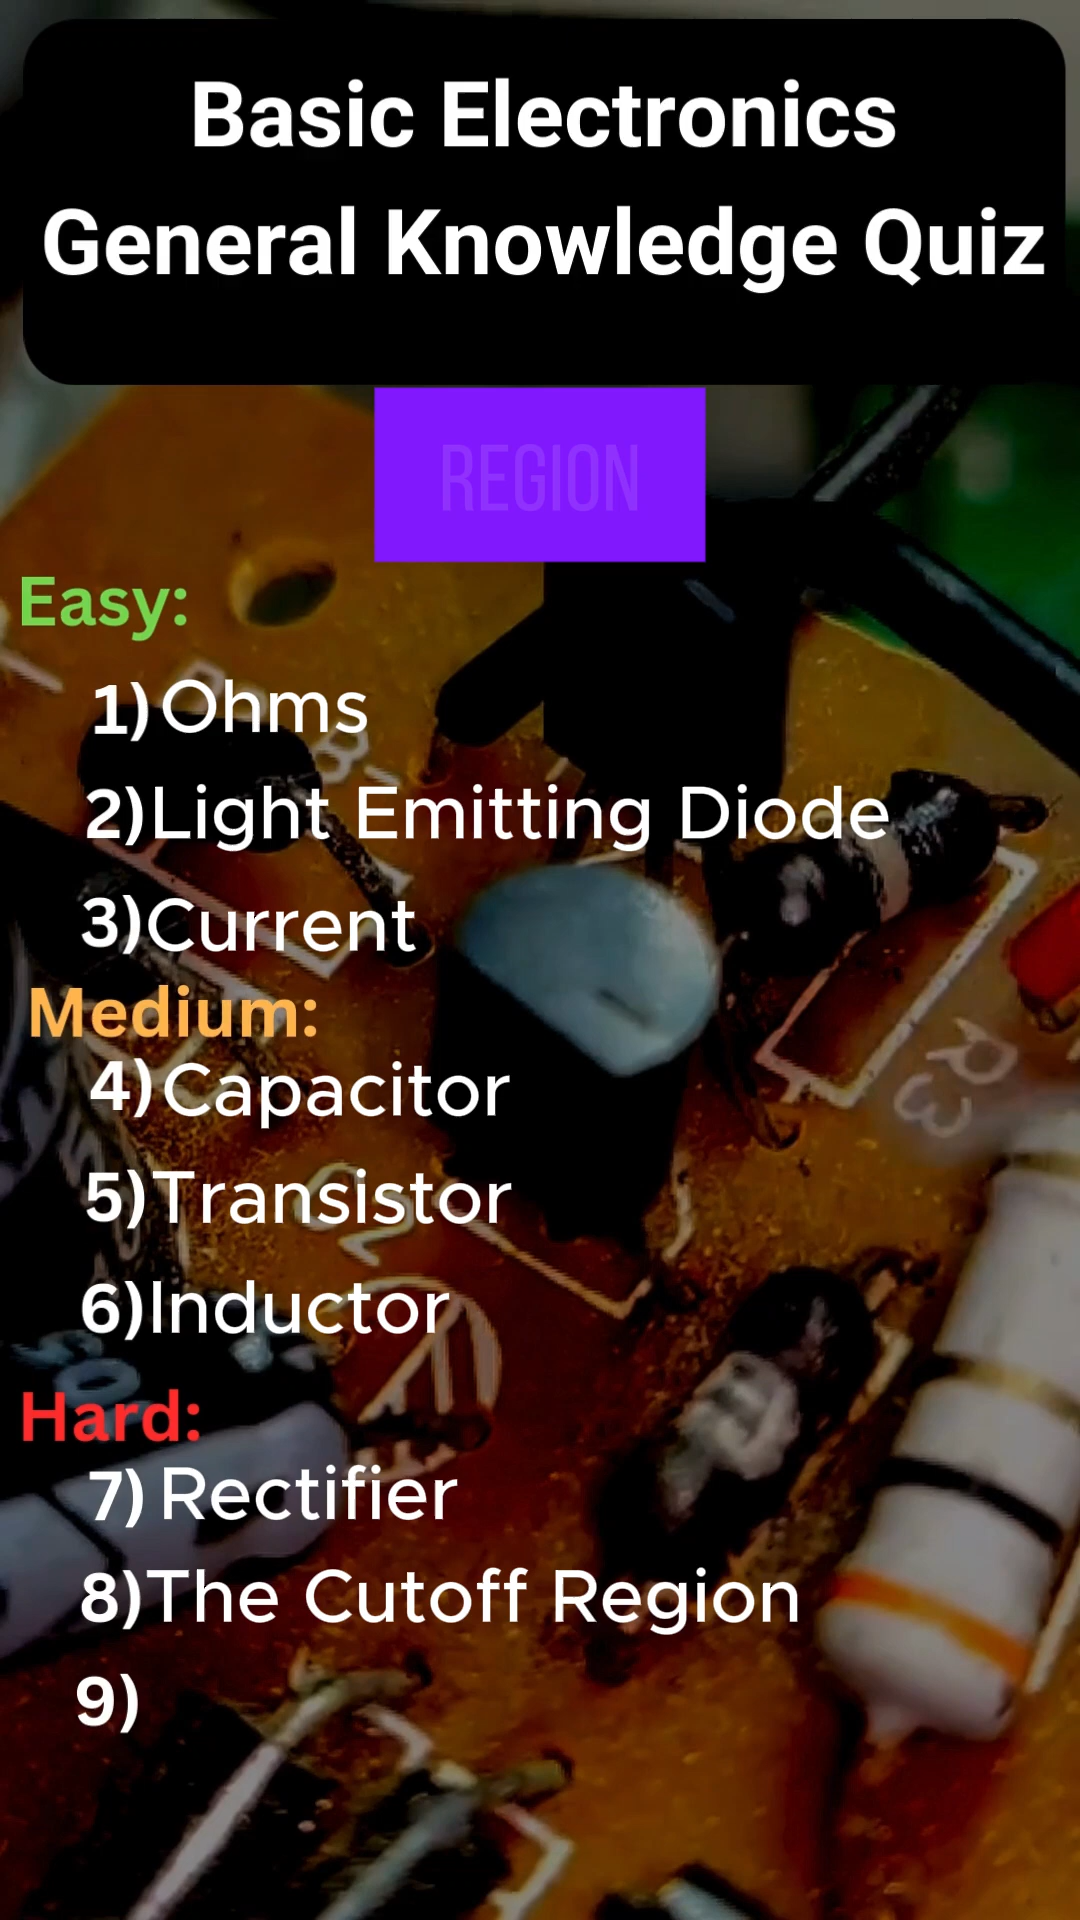 Basic Electronics
General Knowledge Quiz
REGION
Easy:
1) Ohms
2) Light Emitting Diode
3) Current
Medium:
4) Capacitor
5) Transistor
6) Inductor
Hard:
7) Rectifier
8) The Cutoff Region
9)
R3